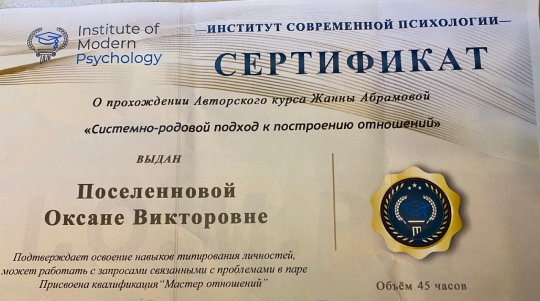 Institute of
Modern
Psychology
—ИНСТИТУТ СОВРЕМЕННОЙ ПСИХОЛОГИИ—
СЕРТИФИКАТ
О прохождении Авторского курса Жанны Абрамовой
«Системно-родовой подход к построению отношений»
ВЫДАН
Поселенновой
Оксане Викторовне
Подтверждает освоение навыков типирования личностей,
может работать с запросами связанными с проблемами в паре
Присвоена квалификация "Мастер отношений"
Объём 45 часов